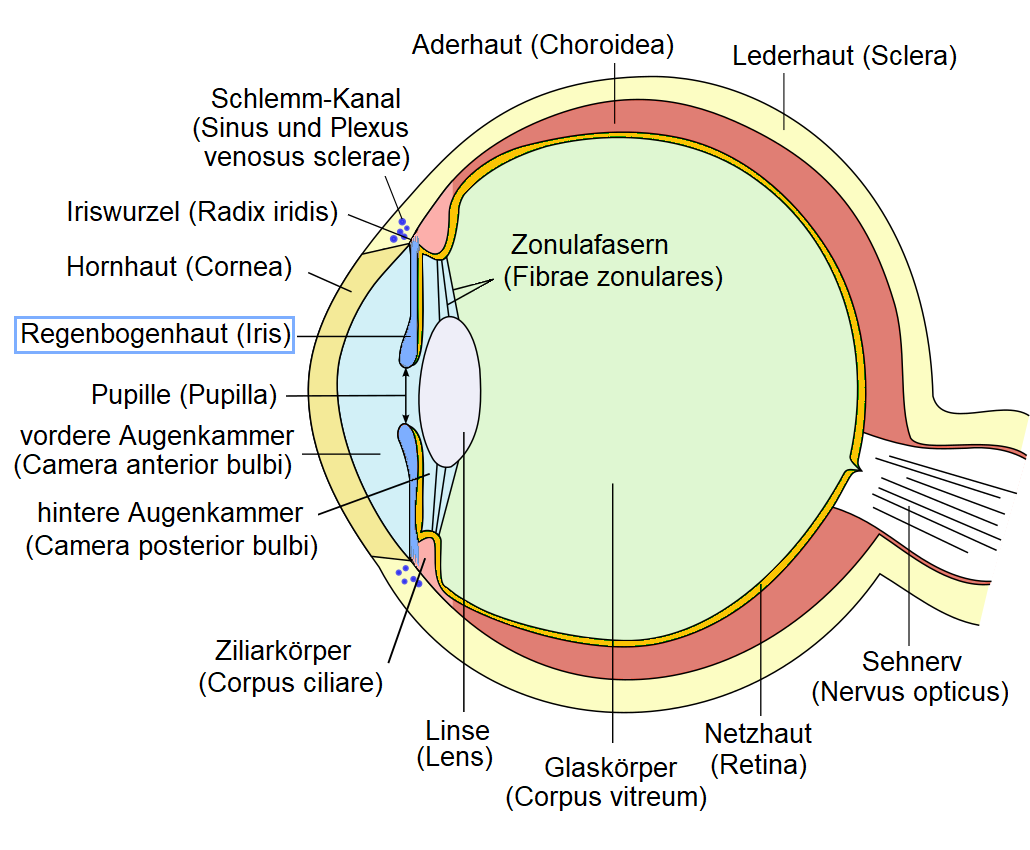 Aderhaut (Choroidea)
Lederhaut (Sclera)
Schlemm-Kanal
(Sinus und Plexus
venosus sclerae)
Iriswurzel (Radix iridis)
Zonulafasern
(Fibrae zonulares)
Hornhaut (Cornea)
Regenbogenhaut (Iris)
Pupille (Pupilla)
vordere Augenkammer
(Camera anterior bulbi)
hintere Augenkammer
(Camera posterior bulbi)
Ziliarkörper
(Corpus ciliare)
Linse
(Lens)
Glaskörper
(Corpus vitreum)
Netzhaut
(Retina)
Sehnerv
(Nervus opticus)